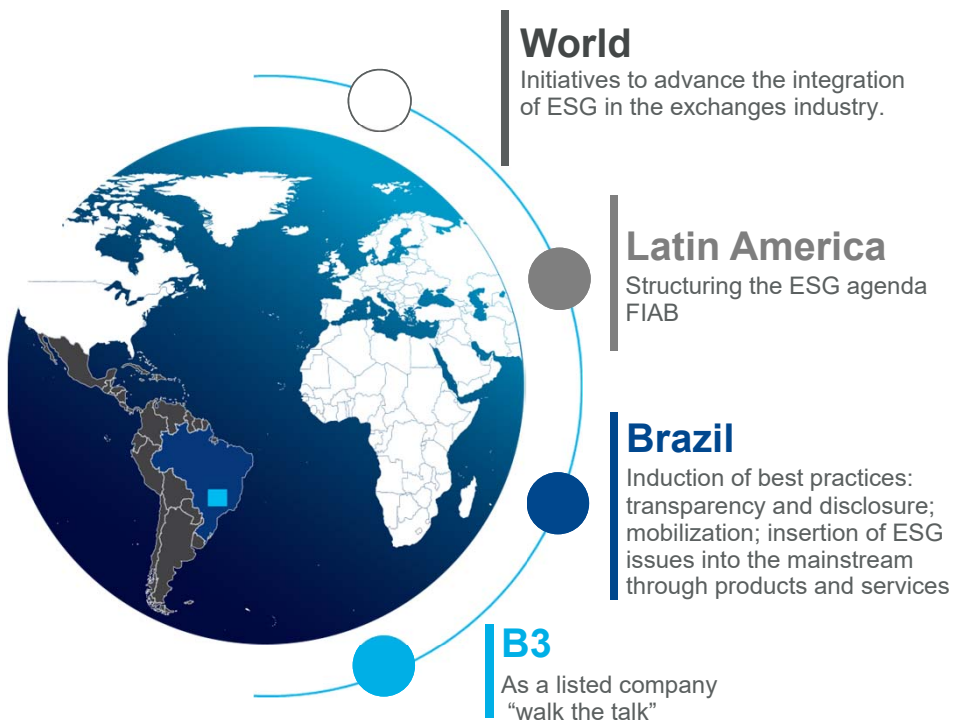 World
Initiatives to advance the integration
of ESG in the exchanges industry.
Latin America
Structuring the ESG agenda
FIAB
Brazil
Induction of best practices:
transparency and disclosure;
mobilization; insertion of ESG
issues into the mainstream
through products and services
B3
As a listed company
“walk the talk”